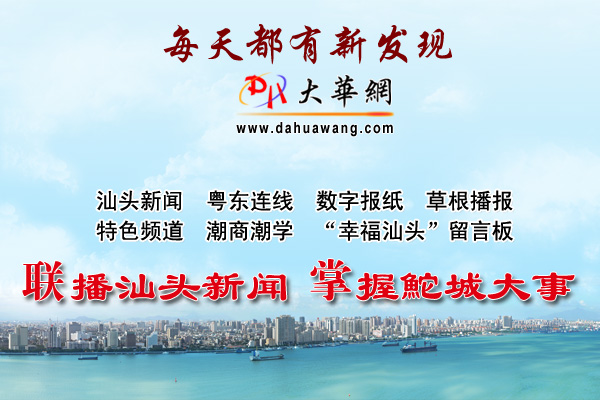 每天都有新发现
DH 大華網
www.dahuawang.com
汕头新闻 粤东连线 数字报纸 草根播报
特色频道 潮商潮学 “幸福汕头”留言板
联播汕头新闻 掌握鮀城大事